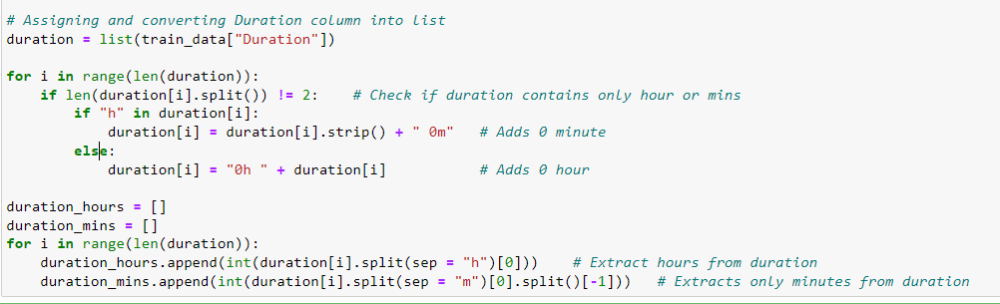 # Assigning and converting Duration column into list
duration = list(train_data["Duration"])
for i in range(len(duration)):
    if len(duration[i].split()) != 2:    # Check if duration contains only hour or mins
        if "h" in duration[i]:
            duration[i] = duration[i].strip() + " 0m"   # Adds 0 minute
        else:
            duration[i] = "0h " + duration[i]           # Adds 0 hour
duration_hours = []
duration_mins = []
for i in range(len(duration)):
    duration_hours.append(int(duration[i].split(sep = "h")[0]))    # Extract hours from duration
    duration_mins.append(int(duration[i].split(sep = "m")[0].split()[-1]))   # Extracts only minutes from duration